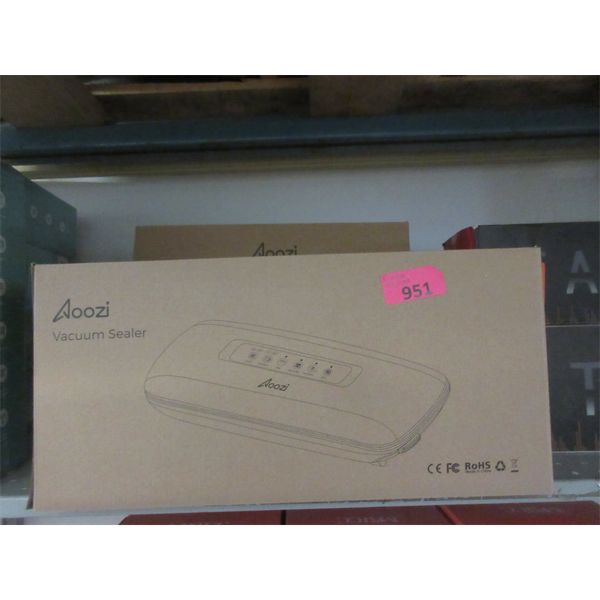 Aoozi
951
Aoozi
Vacuum Sealer
Aoozi
CE FC RoHS
A
T